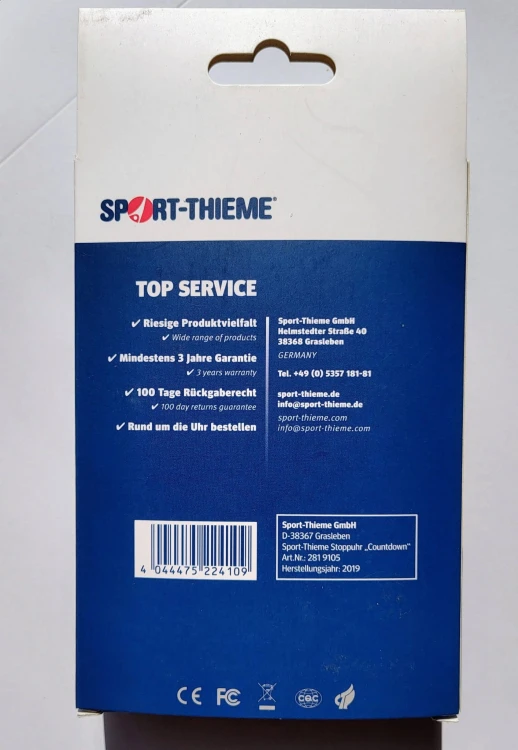 SPORT-THIEME®
TOP SERVICE
✔ Riesige Produktvielfalt
✔ Wide range of products
✔ Mindestens 3 Jahre Garantie
✔ 3 years warranty
✔ 100 Tage Rückgaberecht
✔ 100 day returns guarantee
✔ Rund um die Uhr bestellen
Sport-Thieme GmbH
Helmstedter Straße 40
38368 Grasleben
GERMANY
Tel. +49 (0) 5357 181-81
sport-thieme.de
info@sport-thieme.de
sport-thieme.com
info@sport-thieme.com
4 044475 224109
Sport-Thieme GmbH
D-38367 Grasleben
Sport-Thieme Stoppuhr „Countdown"
Art.Nr.: 281 9105
Herstellungsjahr: 2019
CE FC CQC